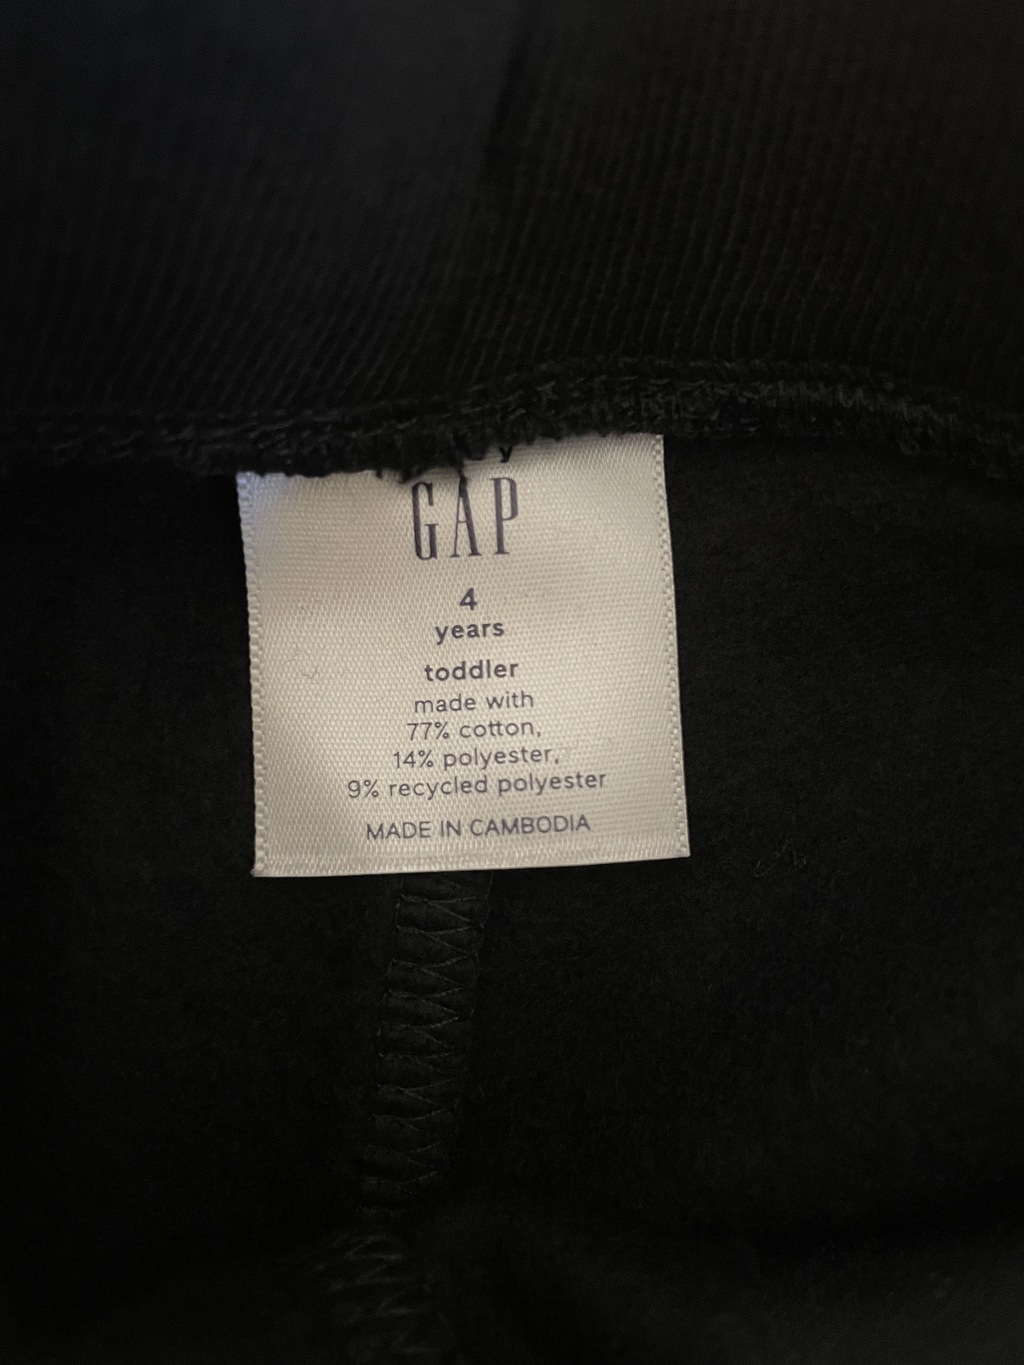 GAP
4
years
toddler
made with
77% cotton,
14% polyester,
9% recycled polyester
MADE IN CAMBODIA